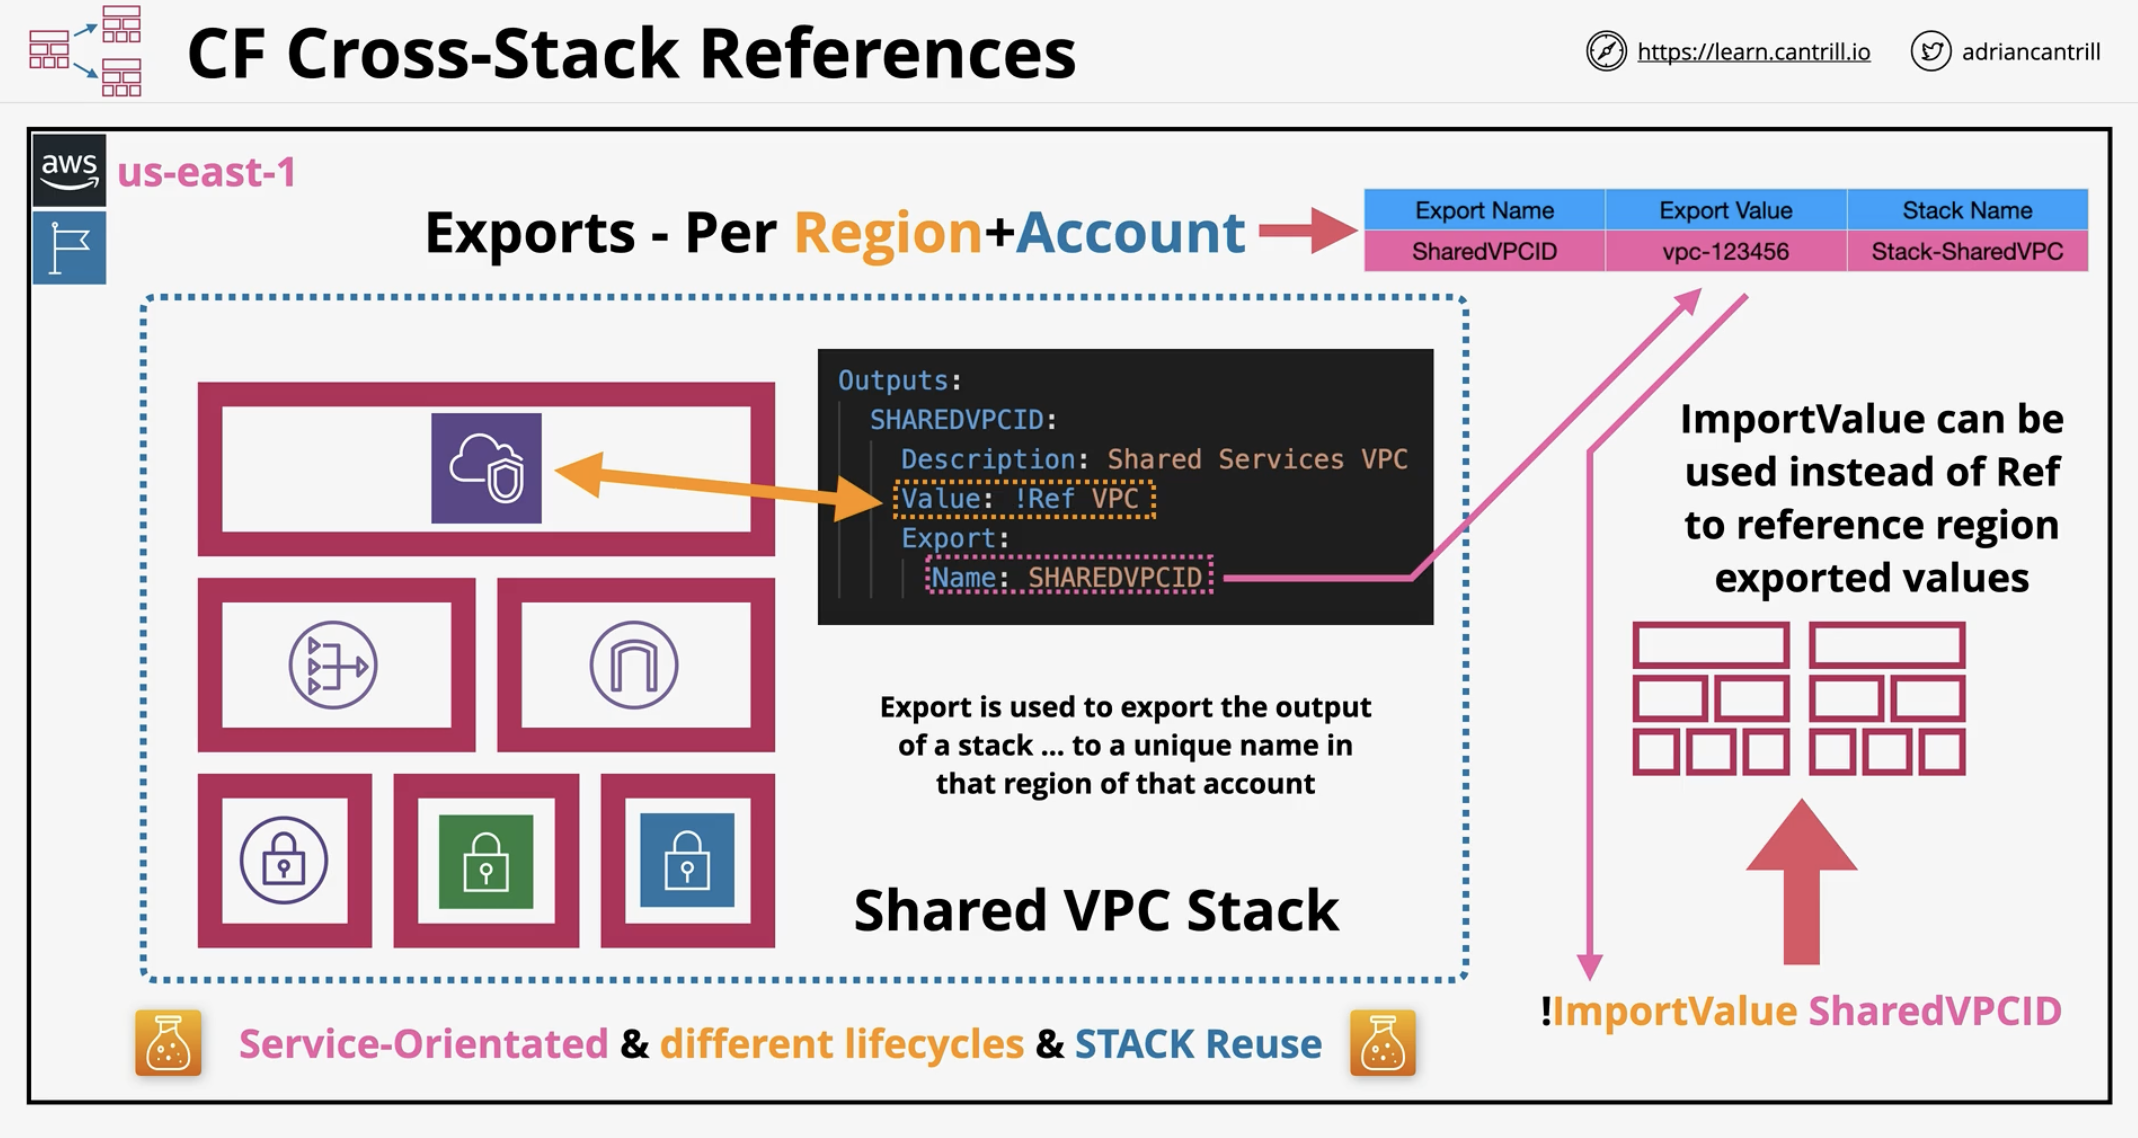 CF Cross-Stack References
https://learn.cantrill.io
adriancantrill
aws
us-east-1
Exports - Per Region+Account
Export Name Export Value Stack Name
SharedVPCID vpc-123456 Stack-SharedVPC
Outputs:
SHAREDVPCID:
Description: Shared Services VPC
Value: !Ref VPC
Export:
Name: SHAREDVPCID
Export is used to export the output
of a stack ... to a unique name in
that region of that account
Shared VPC Stack
ImportValue can be
used instead of Ref
to reference region
exported values
!ImportValue SharedVPCID
Service-Orientated & different lifecycles & STACK Reuse